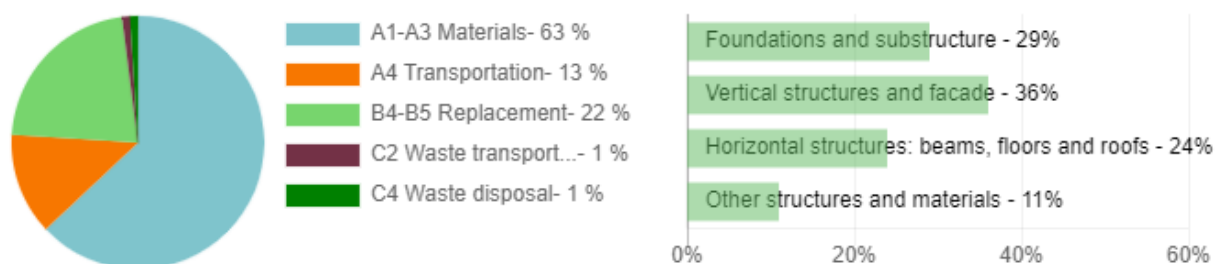 A1-A3 Materials- 63 %
A4 Transportation- 13 %
B4-B5 Replacement- 22 %
C2 Waste transport...- 1 %
C4 Waste disposal- 1 %
Foundations and substructure - 29%
Vertical structures and facade - 36%
Horizontal structures: beams, floors and roofs - 24%
Other structures and materials - 11%
0% 20% 40% 60%